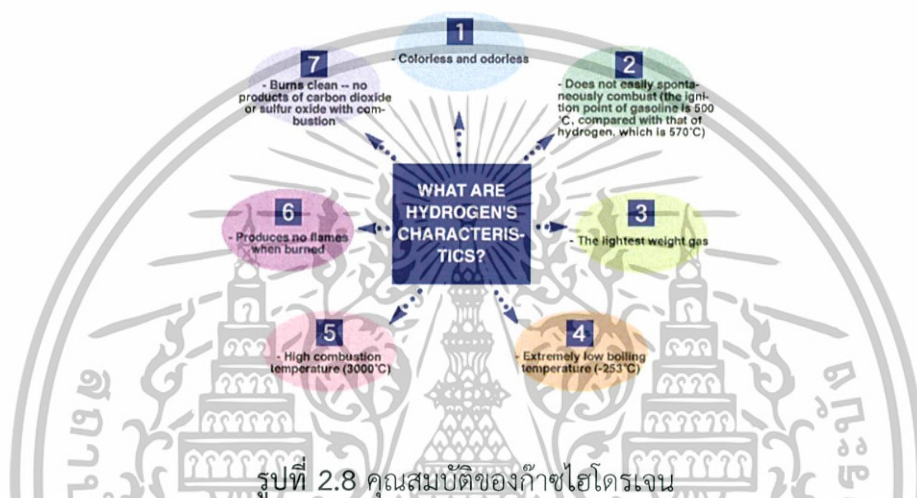 1
- Colorless and odorless
2
- Does not easily sponta-
neously combust (the igni-
tion point of gasoline is 500
°C, compared with that of
hydrogen, which is 570°C)
3
- The lightest weight gas
4
- Extremely low boiling
temperature (-253°C)
5
- High combustion
temperature (3000°C)
6
- Produces no flames
when burned
7
- Burns clean -- no
products of carbon dioxide
or sulfur oxide with com-
bustion
WHAT ARE
HYDROGEN'S
CHARACTERIS-
TICS?
รูปที่ 2.8 คุณสมบัติของก๊าซไฮโดรเจน